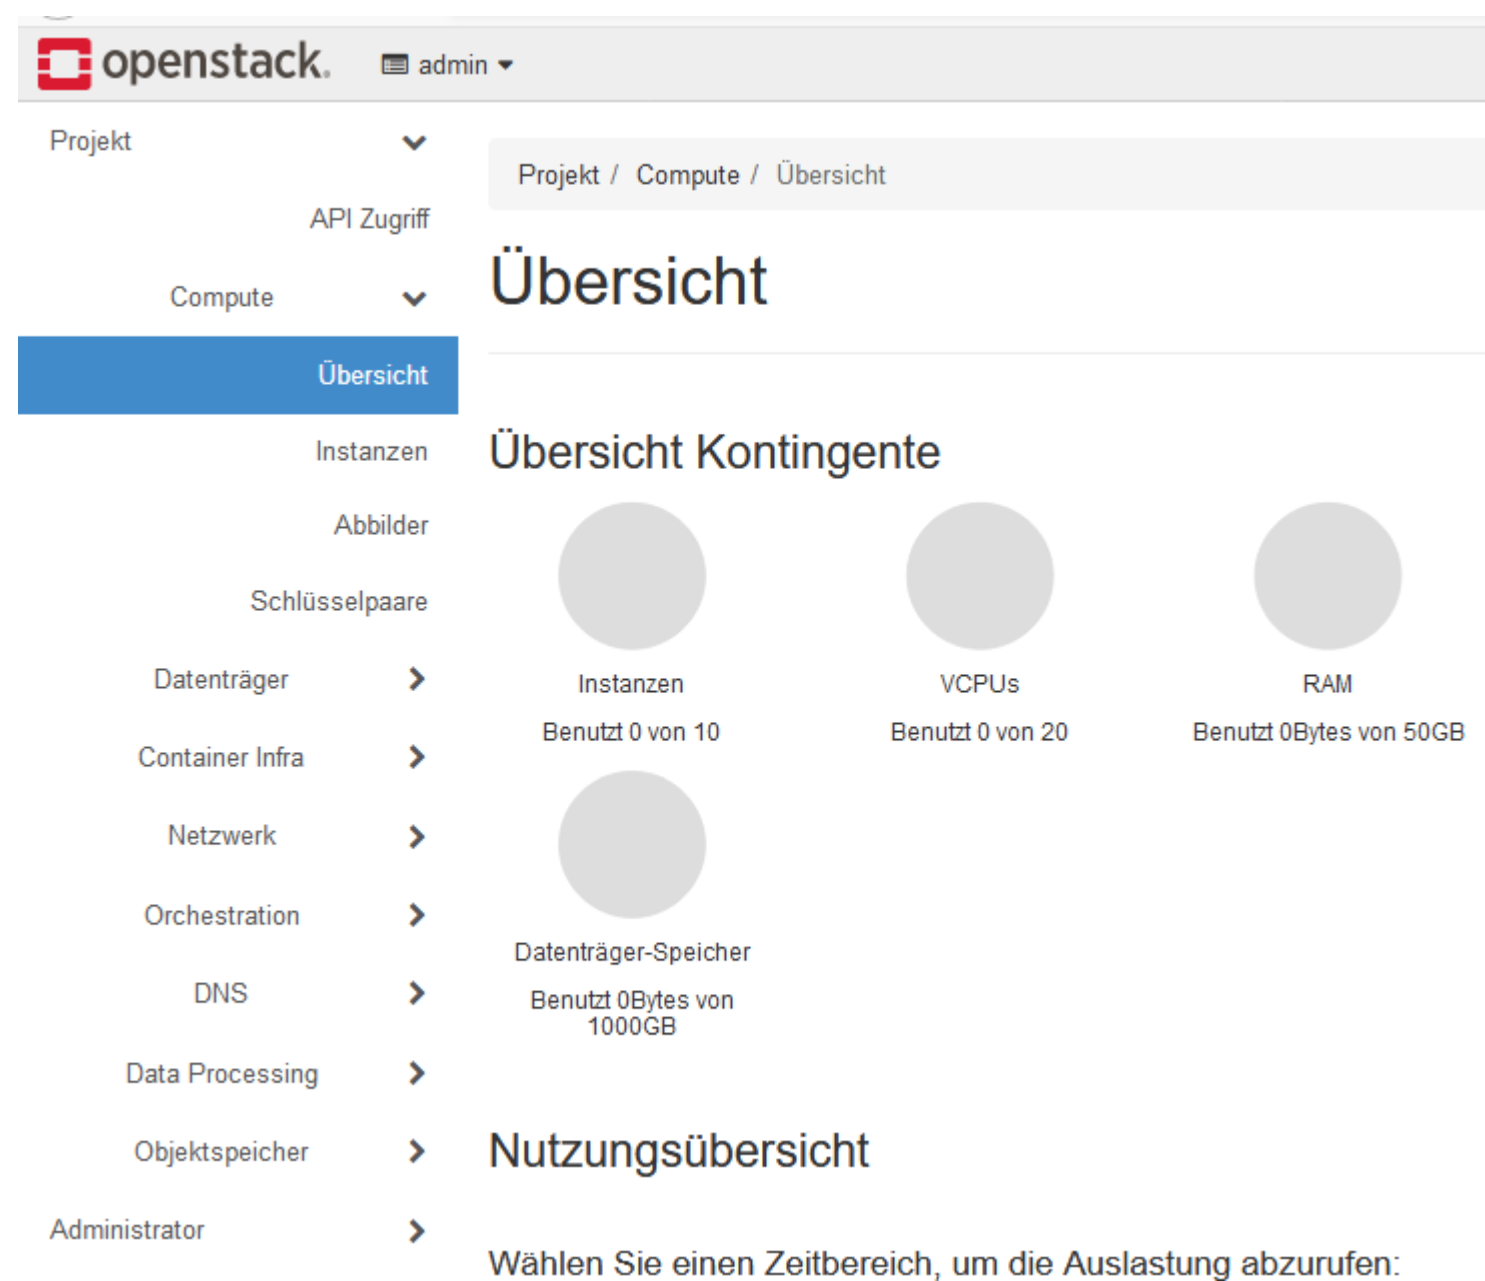 openstack. admin
Projekt
API Zugriff
Compute
Übersicht
Instanzen
Abbilder
Schlüsselpaare
Datenträger
Container Infra
Netzwerk
Orchestration
DNS
Data Processing
Objektspeicher
Administrator
Projekt / Compute / Übersicht
Übersicht
Übersicht Kontingente
Instanzen
Benutzt 0 von 10
VCPUs
Benutzt 0 von 20
RAM
Benutzt 0Bytes von 50GB
Datenträger-Speicher
Benutzt 0Bytes von
1000GB
Nutzungsübersicht
Wählen Sie einen Zeitbereich, um die Auslastung abzurufen: